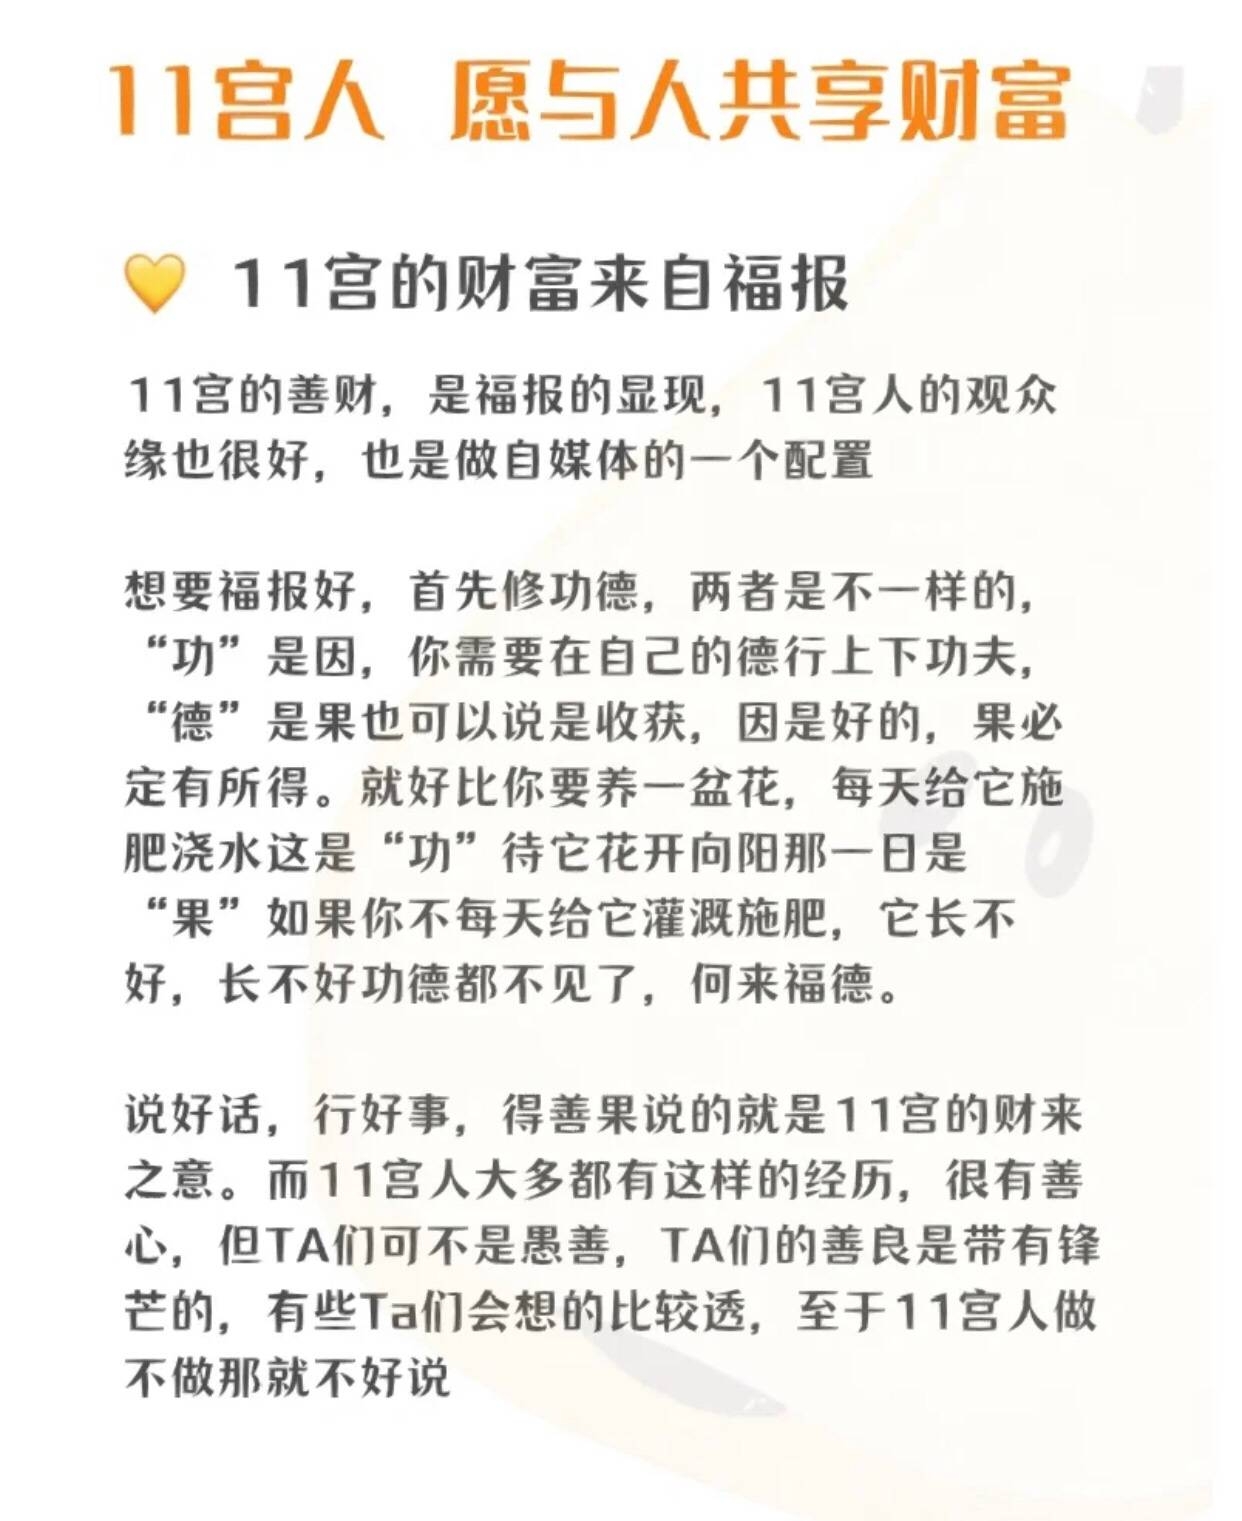 11宫人 愿与人共享财富
💛 11宫的财富来自福报
11宫的善财，是福报的显现，11宫人的观众
缘也很好，也是做自媒体的一个配置
想要福报好，首先修功德，两者是不一样的，
“功”是因，你需要在自己的德行上下功夫，
“德”是果也可以说是收获，因是好的，果必
定有所得。就好比你要养一盆花，每天给它施
肥浇水这是“功”待它花开向阳那一日是
“果”如果你不每天给它灌溉施肥，它长不
好，长不好功德都不见了，何来福德。
说好话，行好事，得善果说的就是11宫的财来
之意。而11宫人大多都有这样的经历，很有善
心，但TA们可不是愚善，TA们的善良是带有锋
芒的，有些Ta们会想的比较透，至于11宫人做
不做那就不好说